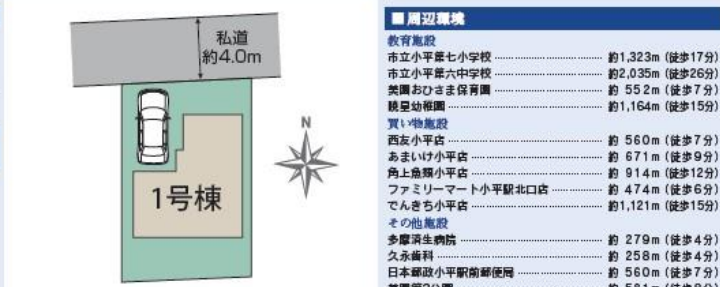 私道
約4.0m
N
1号棟
■周辺環境
教育施設
市立小平第七小学校 約1,323m (徒歩17分)
市立小平第六中学校 約2,035m (徒歩26分)
美園おひさま保育園 約 552m (徒歩7分)
暁星幼稚園 約1,164m (徒歩15分)
買い物施設
西友小平店 約 560m (徒歩7分)
あまいけ小平店 約 671m (徒歩9分)
角上魚類小平店 約 914m (徒歩12分)
ファミリーマート小平駅北口店 約 474m (徒歩6分)
でんきち小平店 約1,121m (徒歩15分)
その他施設
多摩済生病院 約 279m (徒歩4分)
久永歯科 約 258m (徒歩4分)
日本郵政小平駅前郵便局 約 560m (徒歩7分)